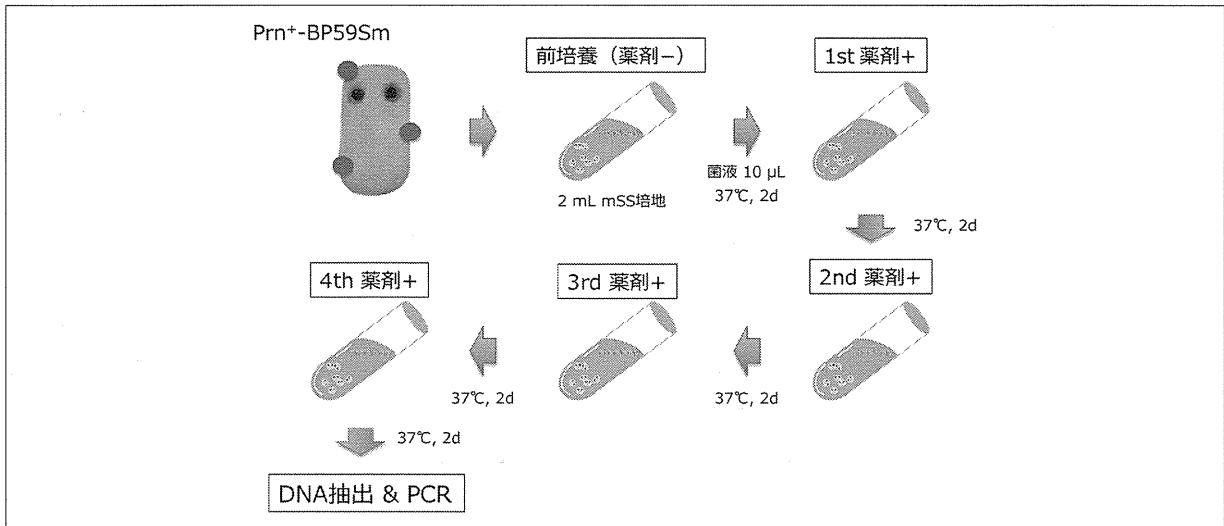 Prn⁺-BP59Sm
前培養（薬剤−）
1st 薬剤+
2 mL mSS培地
菌液 10 μL
37℃, 2d
37℃, 2d
4th 薬剤+
3rd 薬剤+
2nd 薬剤+
37℃, 2d
37℃, 2d
37℃, 2d
DNA抽出 & PCR